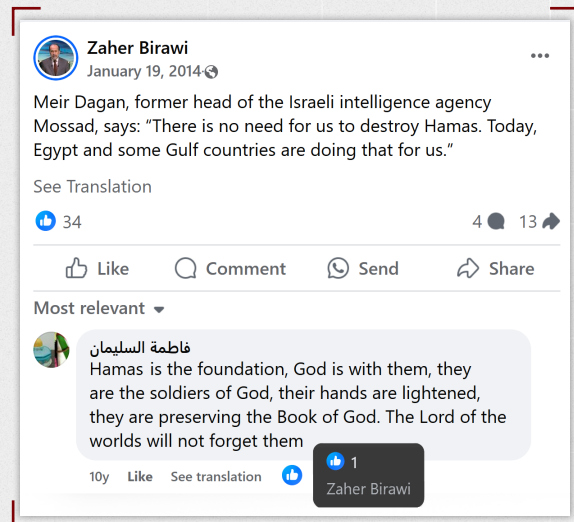 Zaher Birawi
January 19, 2014
Meir Dagan, former head of the Israeli intelligence agency
Mossad, says: “There is no need for us to destroy Hamas. Today,
Egypt and some Gulf countries are doing that for us.”
See Translation
34
4 13
Like Comment Send Share
Most relevant
فاطمة السليمان
Hamas is the foundation, God is with them, they
are the soldiers of God, their hands are lightened,
they are preserving the Book of God. The Lord of the
worlds will not forget them
10y Like See translation
1
Zaher Birawi